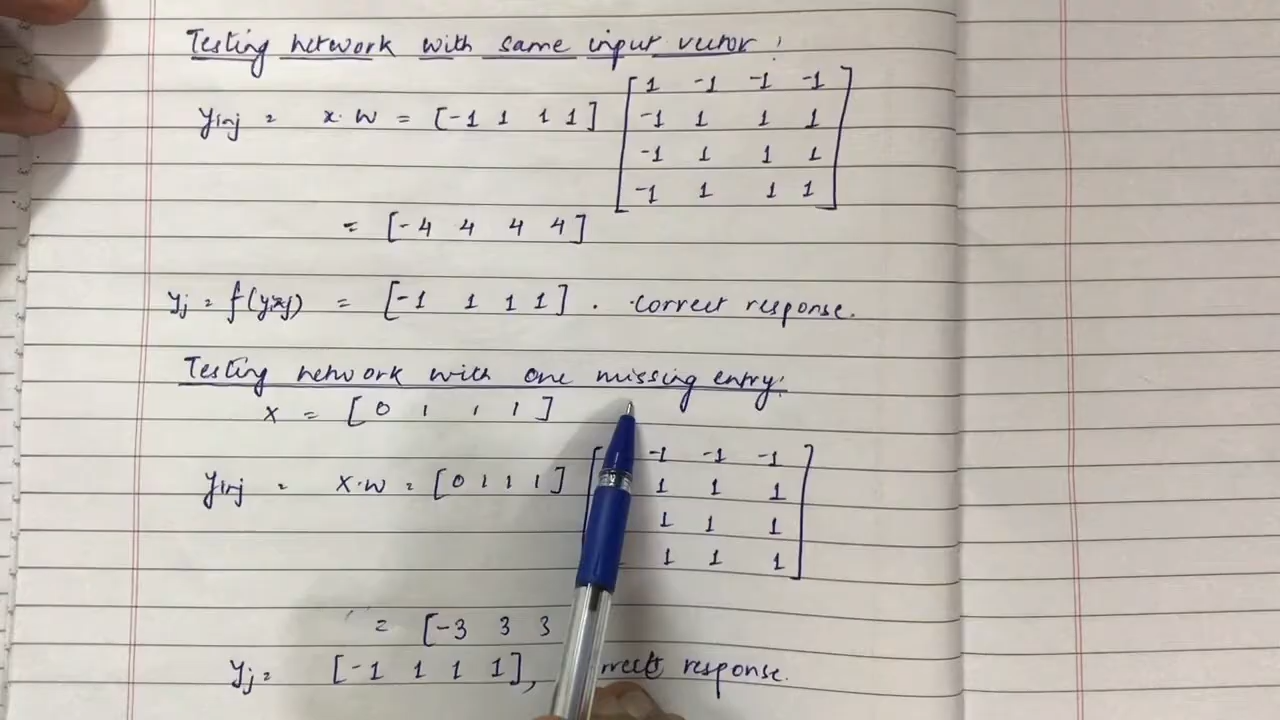 Testing network with same input vector:
yinj = x.w = [-1 1 1 1] [1 -1 -1 -1
-1 1 1 1
-1 1 1 1
-1 1 1 1]
= [-4 4 4 4]
yj = f(yinj) = [-1 1 1 1]. correct response.
Testing network with one missing entry:
x = [0 1 1 1]
yinj = x.w = [0 1 1 1] [ -1 -1 -1
1 1 1
1 1 1
1 1 1]
= [-3 3 3
yj = [-1 1 1 1], rrect response.